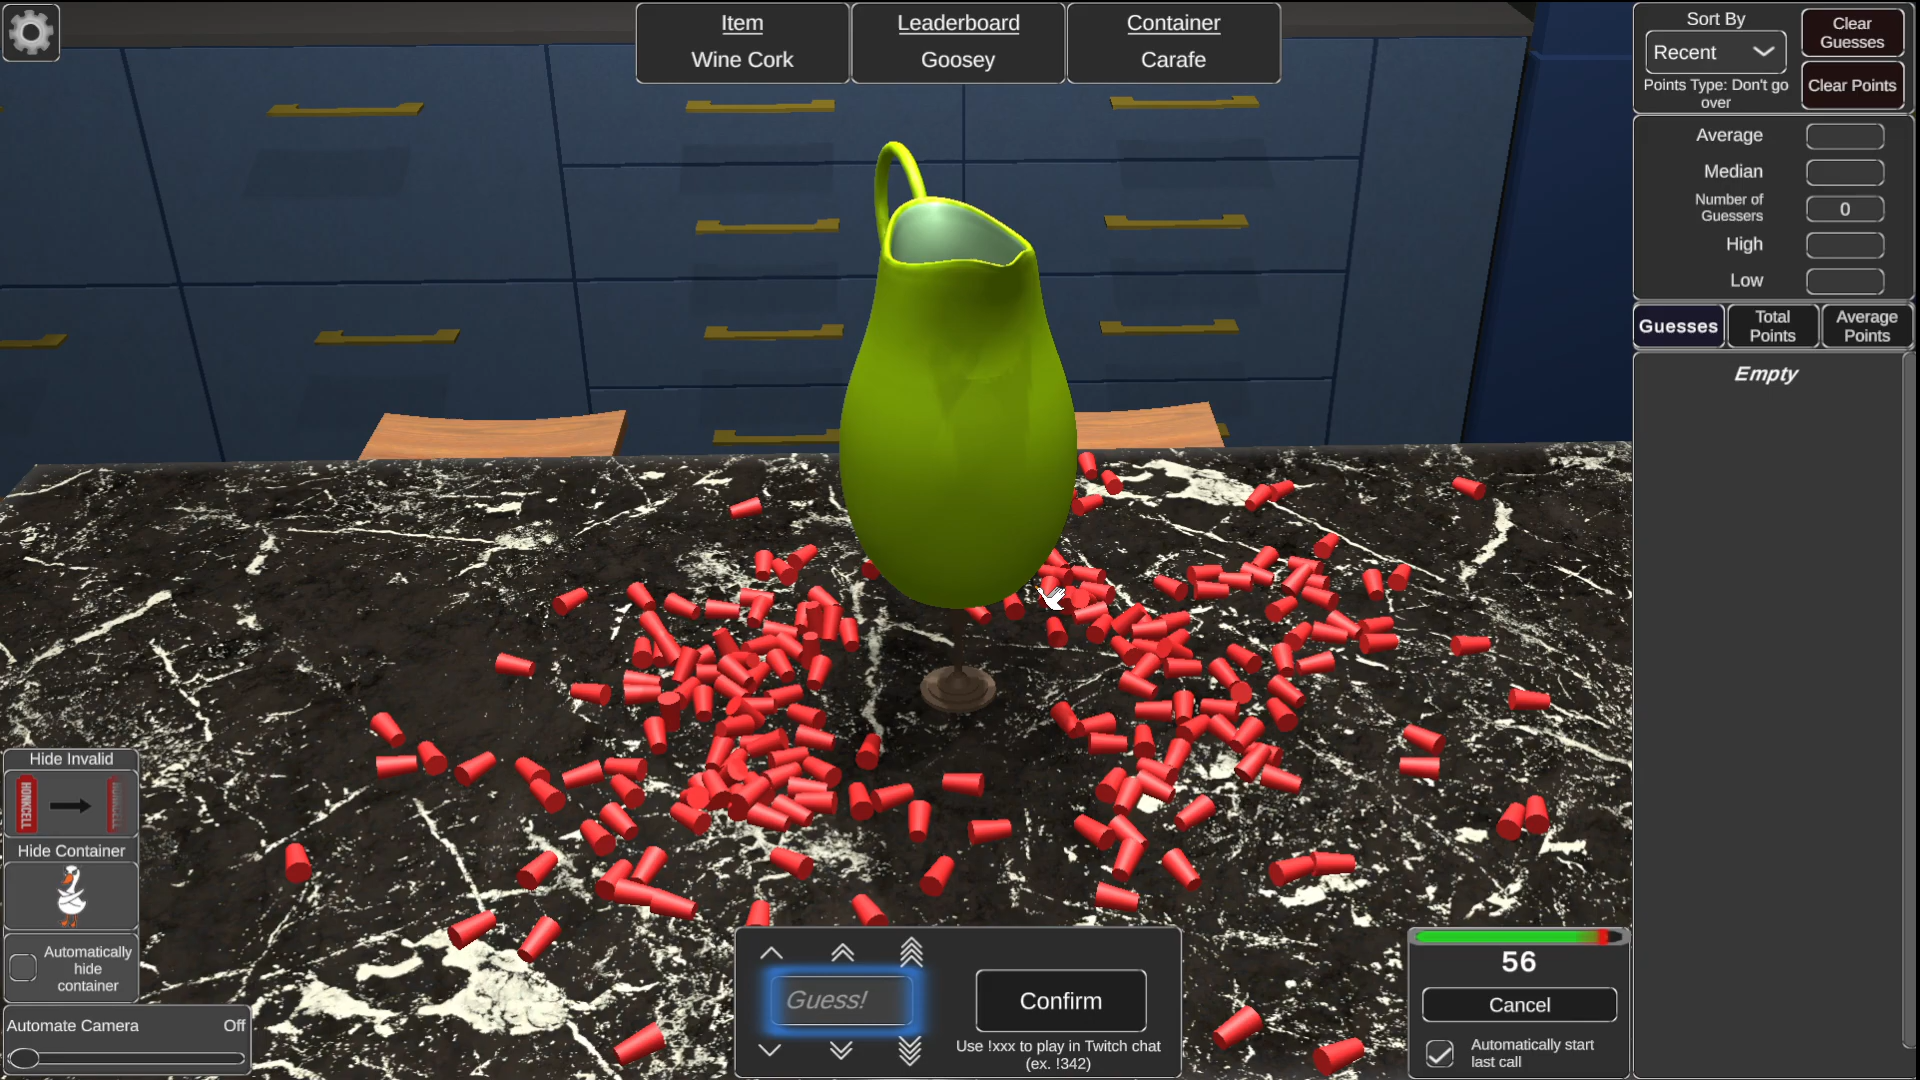 Item
Wine Cork
Leaderboard
Goosey
Container
Carafe
Sort By
Recent
Clear
Guesses
Points Type: Don't go
over
Clear Points
Average
Median
Number of
Guessers
0
High
Low
Guesses
Total
Points
Average
Points
Empty
Hide Invalid
HONKCELL
HONKCELL
Hide Container
Automatically
hide
container
Automate Camera
Off
Guess!
Confirm
Use !xxx to play in Twitch chat
(ex. !342)
56
Cancel
Automatically start
last call